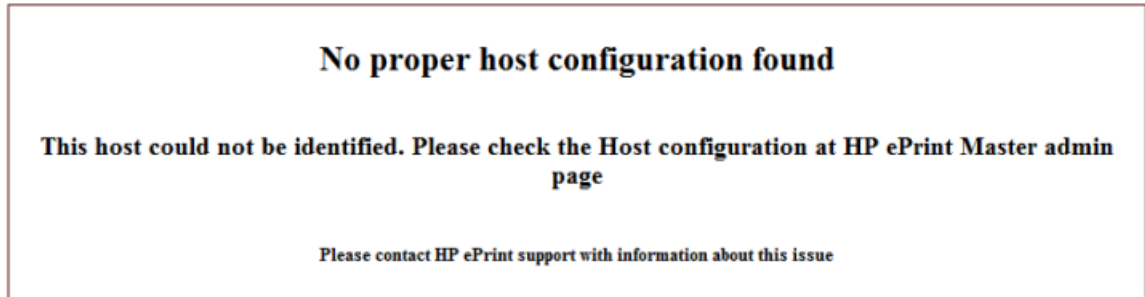 No proper host configuration found
This host could not be identified. Please check the Host configuration at HP ePrint Master admin
page
Please contact HP ePrint support with information about this issue